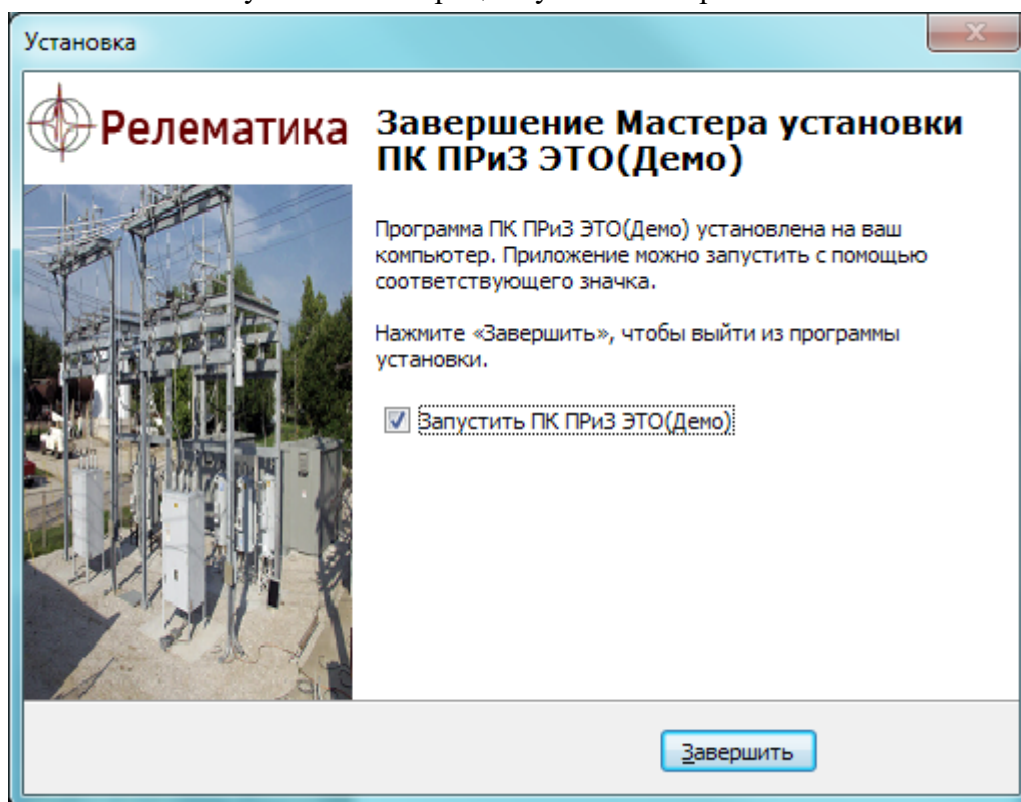 Установка
Релематика
Завершение Мастера установки
ПК ПРиЗ ЭТО(Демо)
Программа ПК ПРиЗ ЭТО(Демо) установлена на ваш
компьютер. Приложение можно запустить с помощью
соответствующего значка.
Нажмите «Завершить», чтобы выйти из программы
установки.
Запустить ПК ПРиЗ ЭТО(Демо)
Завершить